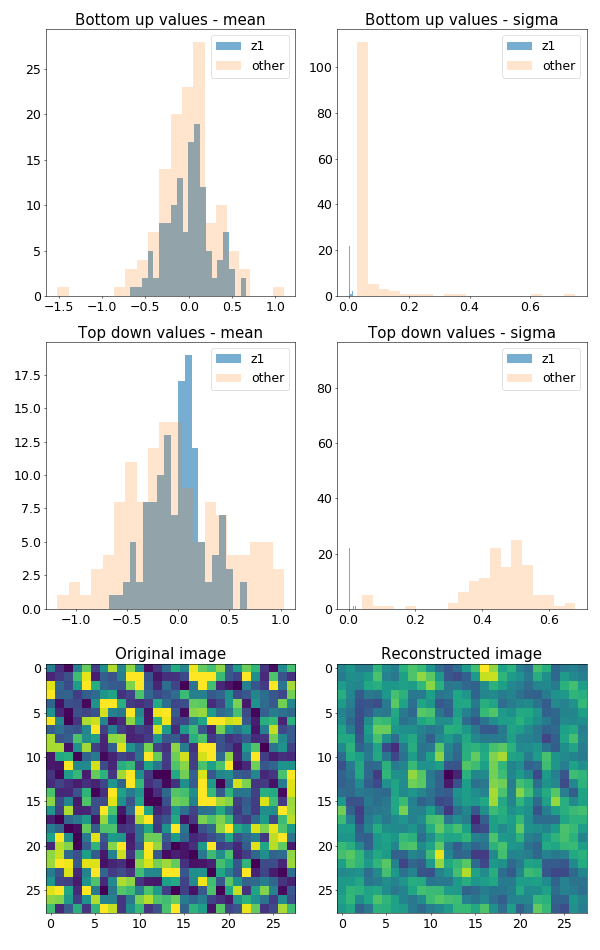 Bottom up values - mean
Bottom up values - sigma
z1
other
z1
other
25
20
15
10
5
0
100
80
60
40
20
0
−1.5 −1.0 −0.5 0.0 0.5 1.0
0.0 0.2 0.4 0.6
Top down values - mean
Top down values - sigma
z1
other
z1
other
17.5
15.0
12.5
10.0
7.5
5.0
2.5
0.0
80
60
40
20
0
−1.0 −0.5 0.0 0.5 1.0
0.0 0.2 0.4 0.6
Original image
Reconstructed image
0
5
10
15
20
25
0
5
10
15
20
25
0 5 10 15 20 25
0 5 10 15 20 25